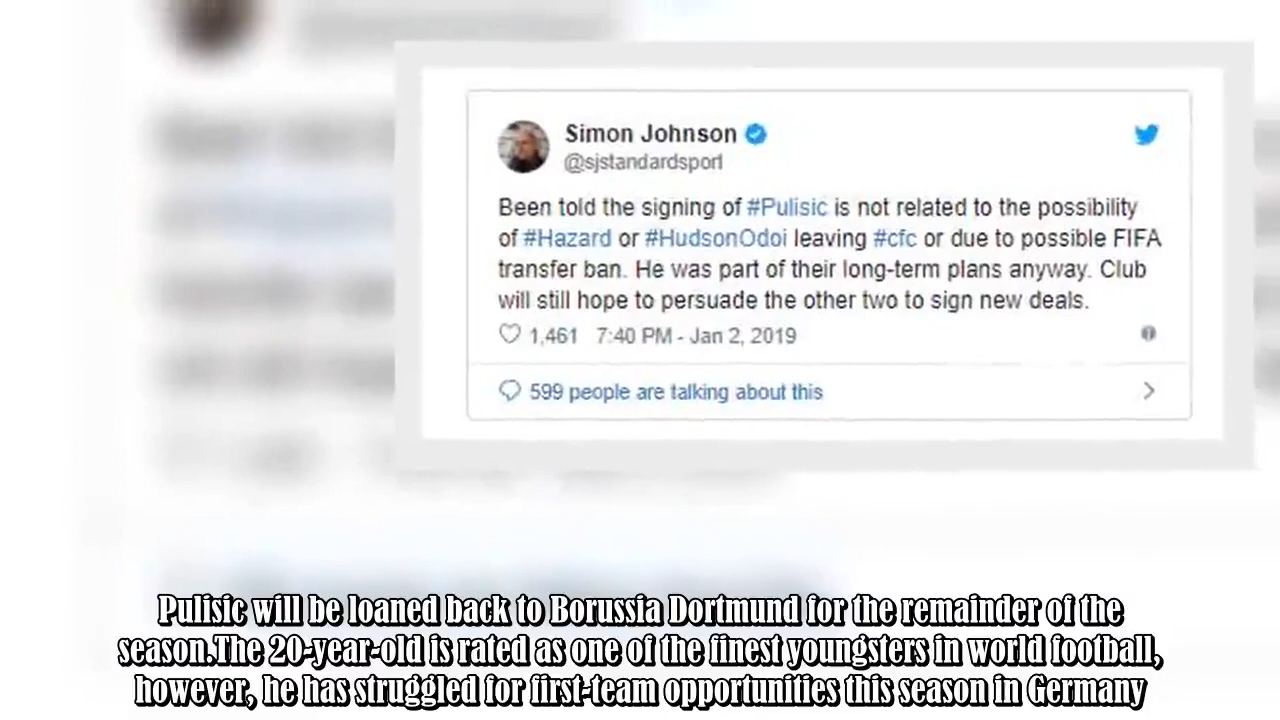 Simon Johnson
@sjstandardsport
Been told the signing of #Pulisic is not related to the possibility
of #Hazard or #HudsonOdoi leaving #cfc or due to possible FIFA
transfer ban. He was part of their long-term plans anyway. Club
will still hope to persuade the other two to sign new deals.
1,461 7:40 PM - Jan 2, 2019
599 people are talking about this
Pulisic will be loaned back to Borussia Dortmund for the remainder of the
season.The 20-year-old is rated as one of the finest youngsters in world football,
however, he has struggled for first-team opportunities this season in Germany